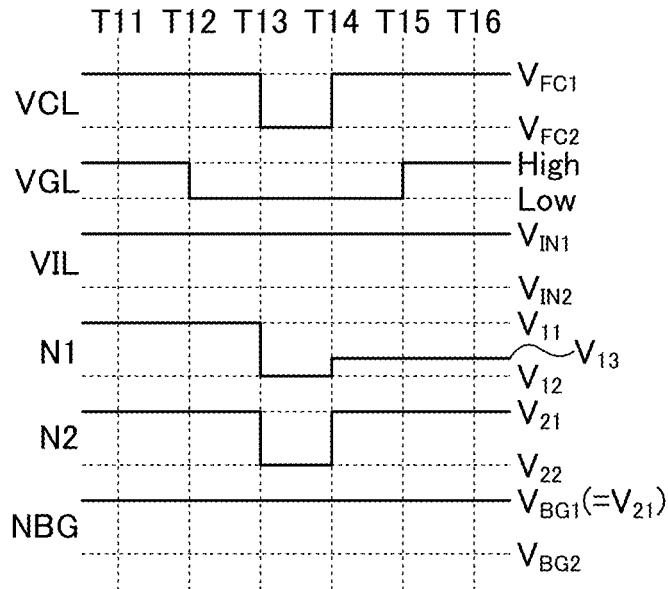 T11 T12 T13 T14 T15 T16
VCL
V_FC1
V_FC2
VGL
High
Low
VIL
V_IN1
V_IN2
N1
V_11
V_13
V_12
N2
V_21
V_22
NBG
V_BG1(=V_21)
V_BG2